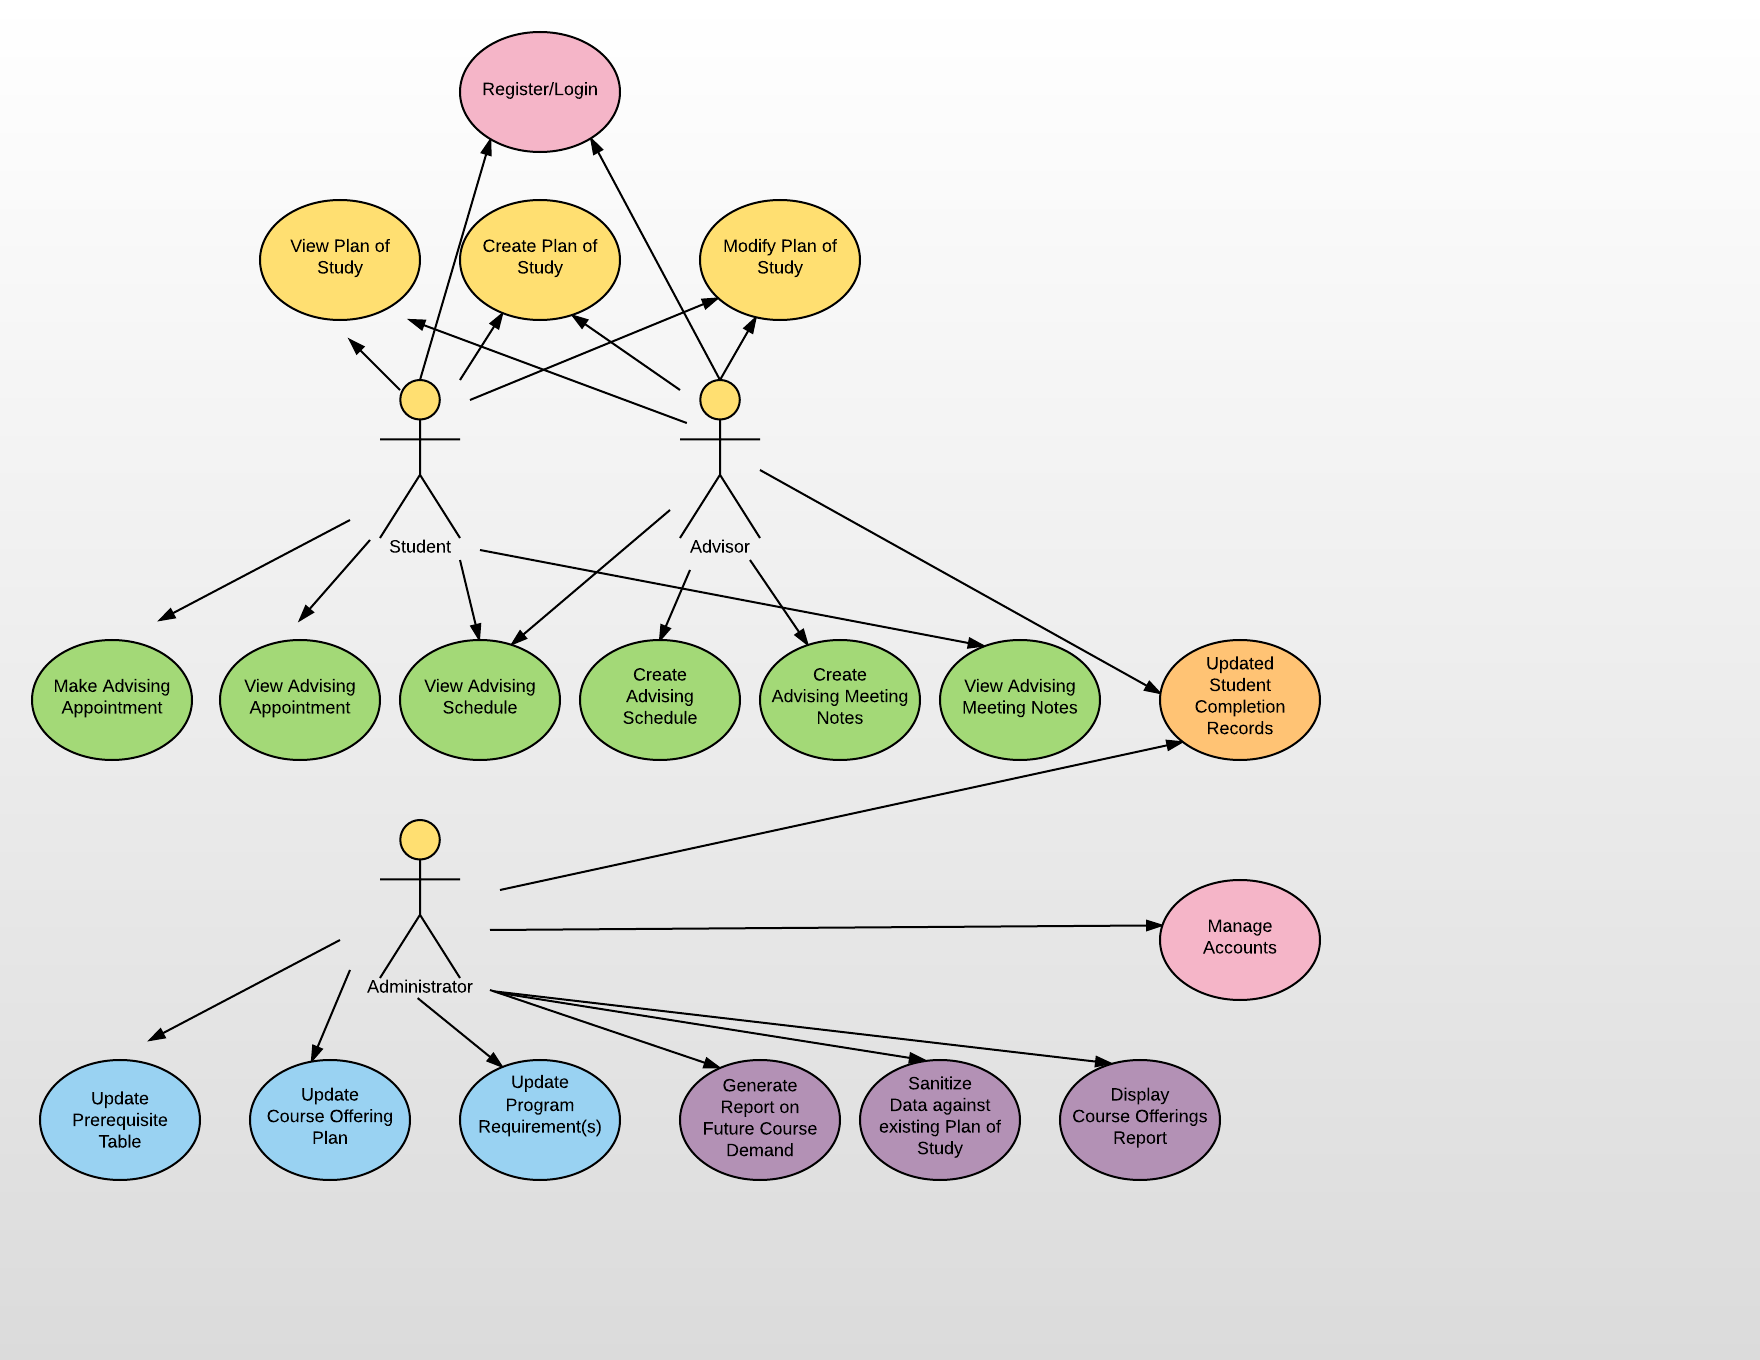 Register/Login
View Plan of
Study
Create Plan of
Study
Modify Plan of
Study
Student
Advisor
Make Advising
Appointment
View Advising
Appointment
View Advising
Schedule
Create
Advising
Schedule
Create
Advising Meeting
Notes
View Advising
Meeting Notes
Updated
Student
Completion
Records
Administrator
Manage
Accounts
Update
Prerequisite
Table
Update
Course Offering
Plan
Update
Program
Requirement(s)
Generate
Report on
Future Course
Demand
Sanitize
Data against
existing Plan of
Study
Display
Course Offerings
Report